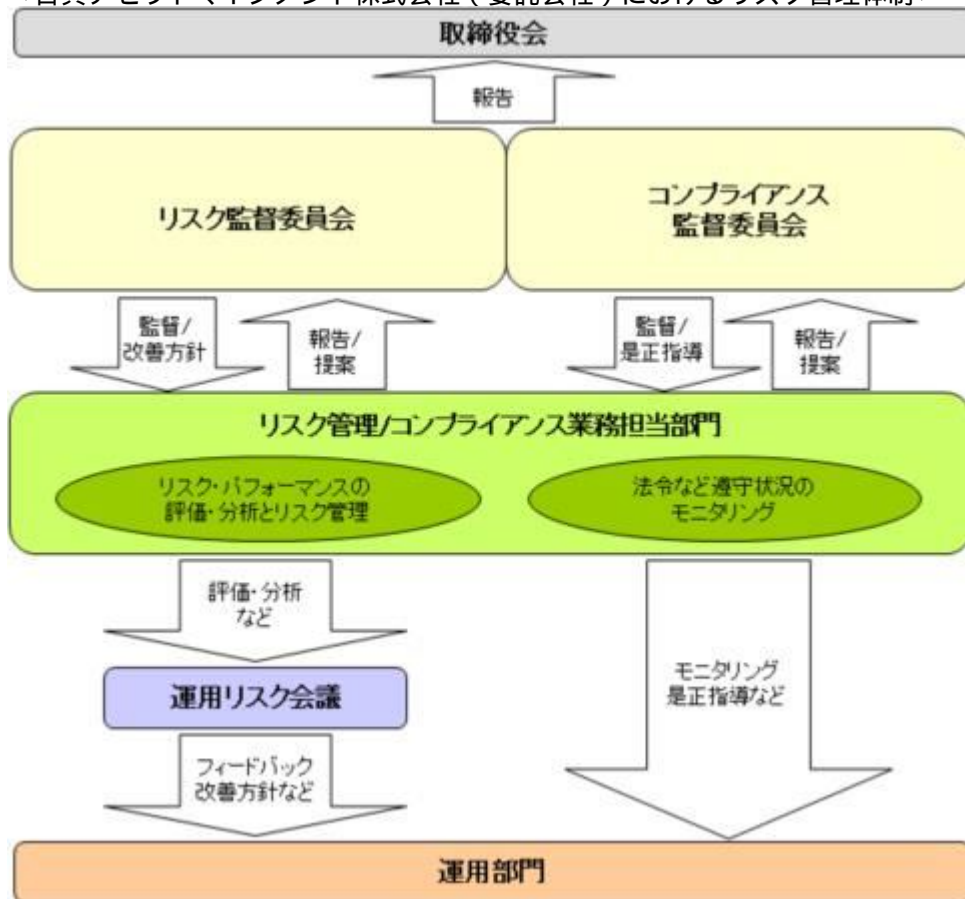 取締役会
報告
リスク監督委員会
コンプライアンス
監督委員会
監督/
改善方針
報告/
提案
監督/
是正指導
報告/
提案
リスク管理/コンプライアンス業務担当部門
リスク・パフォーマンスの
評価・分析とリスク管理
法令など遵守状況の
モニタリング
評価・分析
など
運用リスク会議
モニタリング
是正指導など
フィードバック
改善方針など
運用部門